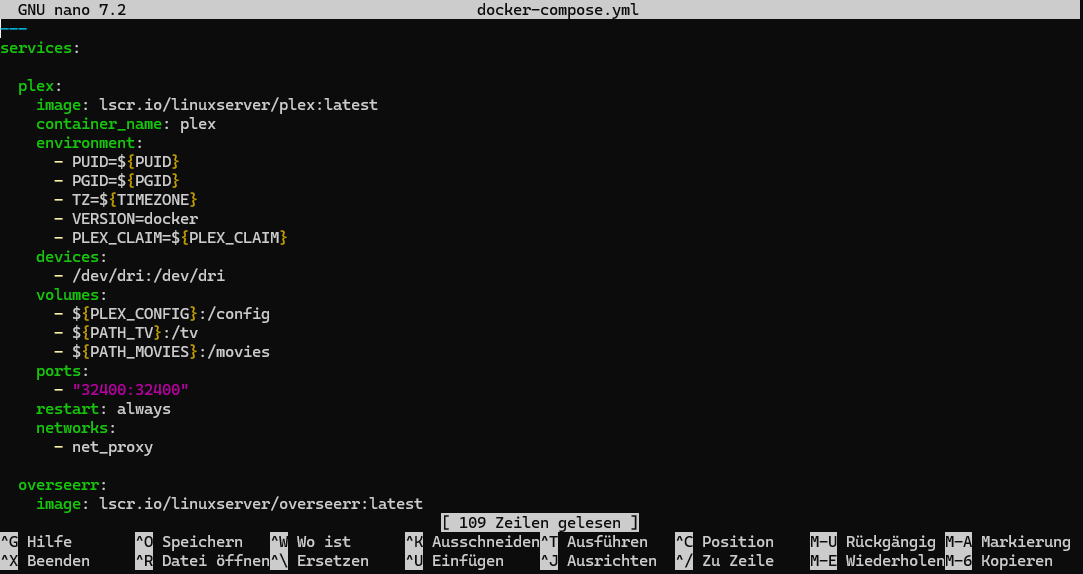 GNU nano 7.2 docker-compose.yml
---
services:
plex:
image: lscr.io/linuxserver/plex:latest
container_name: plex
environment:
- PUID=${PUID}
- PGID=${PGID}
- TZ=${TIMEZONE}
- VERSION=docker
- PLEX_CLAIM=${PLEX_CLAIM}
devices:
- /dev/dri:/dev/dri
volumes:
- ${PLEX_CONFIG}:/config
- ${PATH_TV}:/tv
- ${PATH_MOVIES}:/movies
ports:
- "32400:32400"
restart: always
networks:
- net_proxy
overseerr:
image: lscr.io/linuxserver/overseerr:latest
[ 109 Zeilen gelesen ]
^G Hilfe ^O Speichern ^W Wo ist ^K Ausschneiden ^T Ausführen ^C Position M-U Rückgängig M-A Markierung
^X Beenden ^R Datei öffnen ^\ Ersetzen ^U Einfügen ^J Ausrichten ^/ Zu Zeile M-E Wiederholen M-6 Kopieren